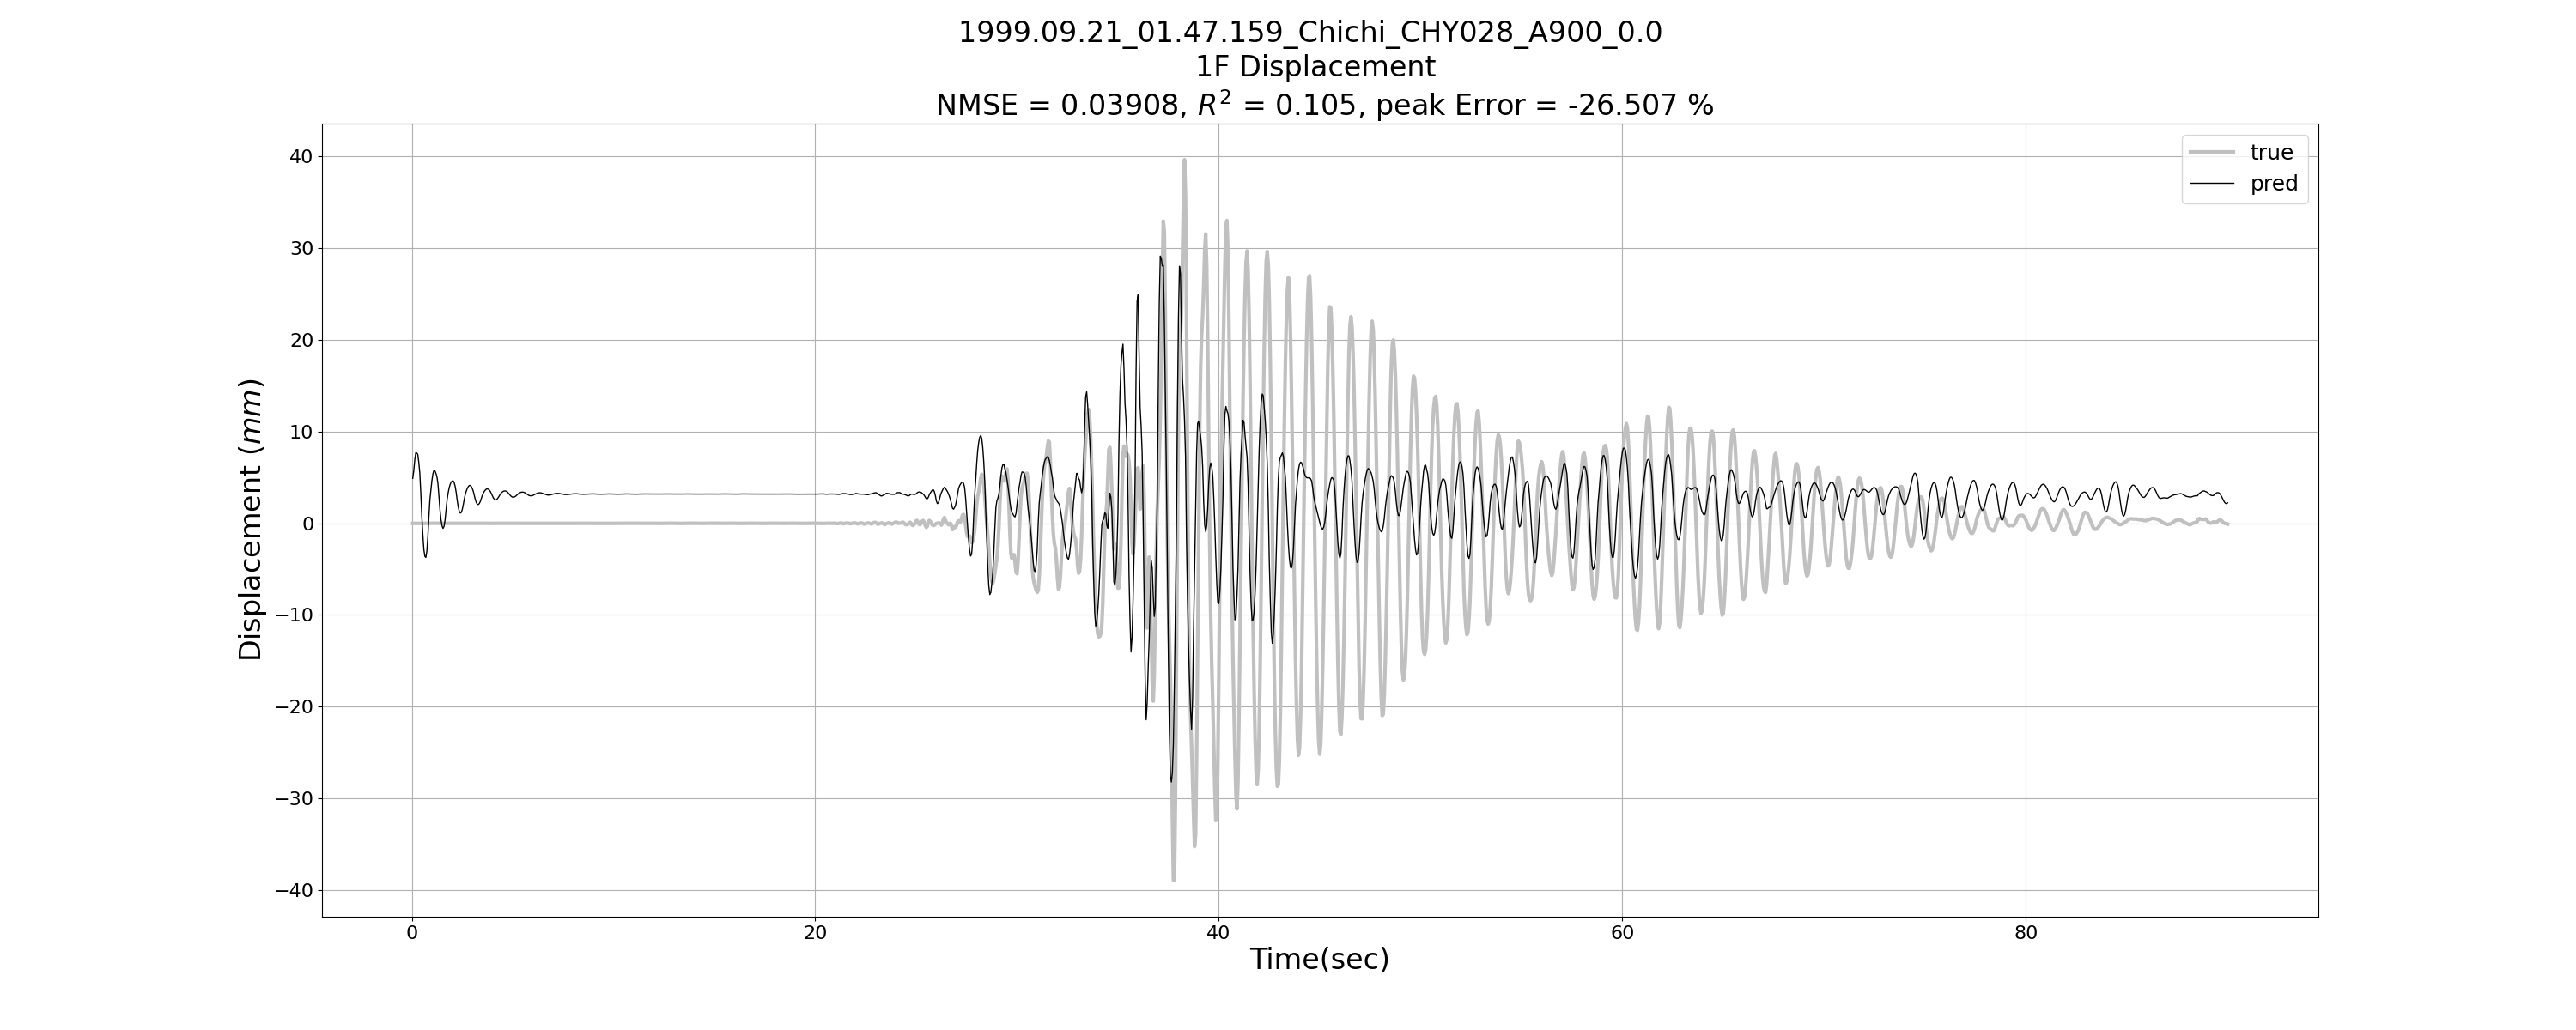 1999.09.21_01.47.159_Chichi_CHY028_A900_0.0
1F Displacement
NMSE = 0.03908, R² = 0.105, peak Error = -26.507 %
true
pred
Displacement (mm)
40
30
20
10
0
−10
−20
−30
−40
0 20 40 60 80
Time(sec)